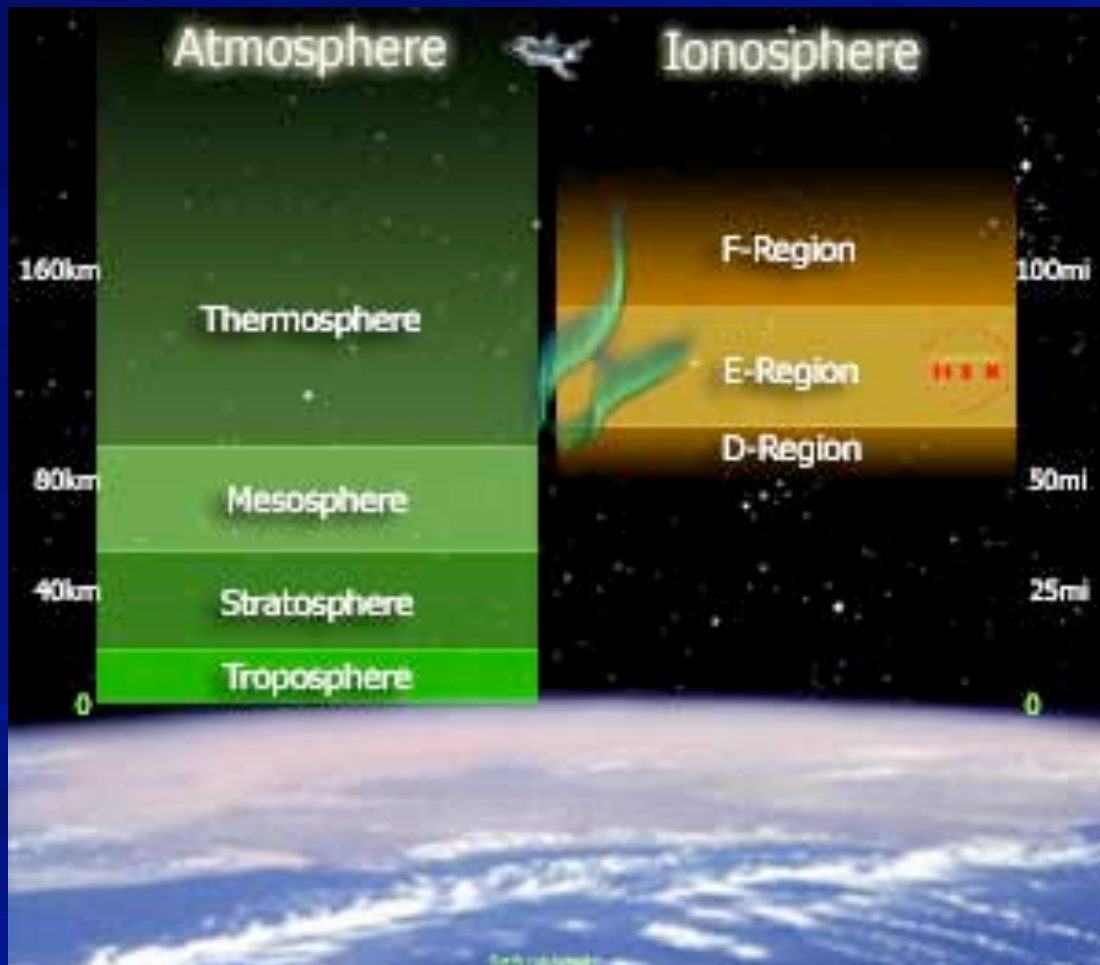 Atmosphere
Ionosphere
F-Region
160km
100mi
Thermosphere
E-Region
D-Region
80km
50mi
Mesosphere
40km
25mi
Stratosphere
Troposphere
0
0